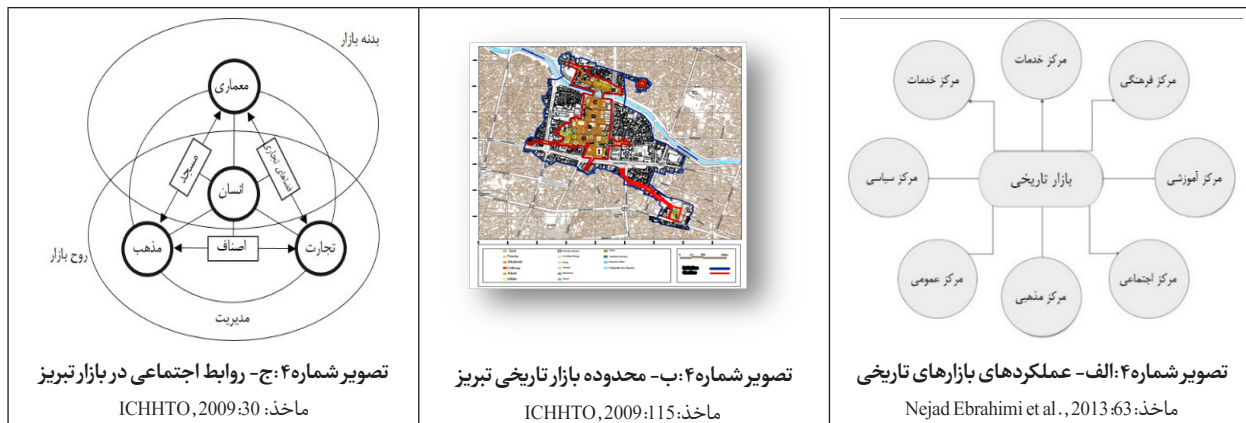 مرکز خدمات
مرکز خدمات
مرکز فرهنگی
مرکز سیاسی
بازار تاریخی
مرکز آموزشی
مرکز عمومی
مرکز مذهبی
مرکز اجتماعی
تصویر شماره۴:الف- عملکردهای بازارهای تاریخی
ماخذ:Nejad Ebrahimi et al., 2013:63
تصویر شماره۴:ب- محدوده بازار تاریخی تبریز
ماخذ:ICHHTO, 2009:115
بدنه بازار
معماری
مسجد
فضاهای تجاری
انسان
روح بازار
مذهب
اصناف
تجارت
مدیریت
تصویر شماره۴:ج- روابط اجتماعی در بازار تبریز
ماخذ: ICHHTO, 2009:30